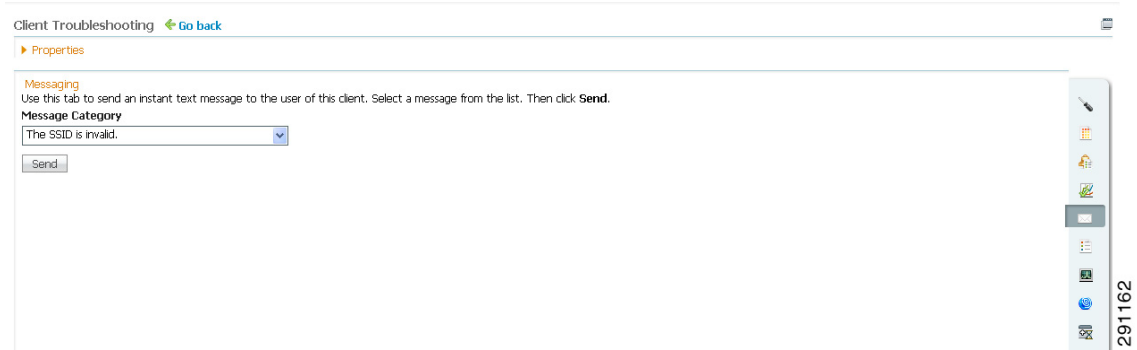 Client Troubleshooting Go back
Properties
Messaging
Use this tab to send an instant text message to the user of this client. Select a message from the list. Then click Send.
Message Category
The SSID is invalid.
Send
291162